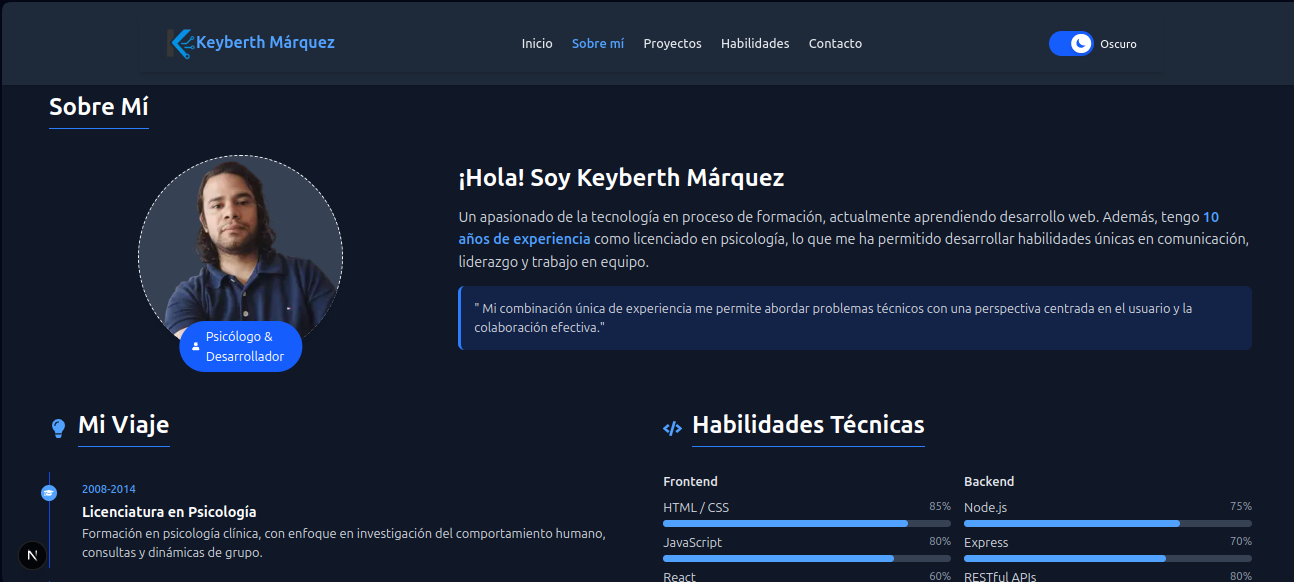 Keyberth Márquez
Inicio
Sobre mí
Proyectos
Habilidades
Contacto
Oscuro
Sobre Mí
Psicólogo &
Desarrollador
¡Hola! Soy Keyberth Márquez
Un apasionado de la tecnología en proceso de formación, actualmente aprendiendo desarrollo web. Además, tengo 10
años de experiencia como licenciado en psicología, lo que me ha permitido desarrollar habilidades únicas en comunicación,
liderazgo y trabajo en equipo.
" Mi combinación única de experiencia me permite abordar problemas técnicos con una perspectiva centrada en el usuario y la
colaboración efectiva."
Mi Viaje
2008-2014
Licenciatura en Psicología
Formación en psicología clínica, con enfoque en investigación del comportamiento humano,
consultas y dinámicas de grupo.
N
Habilidades Técnicas
Frontend
HTML / CSS 85%
JavaScript 80%
React 60%
Backend
Node.js 75%
Express 70%
RESTful APIs 80%